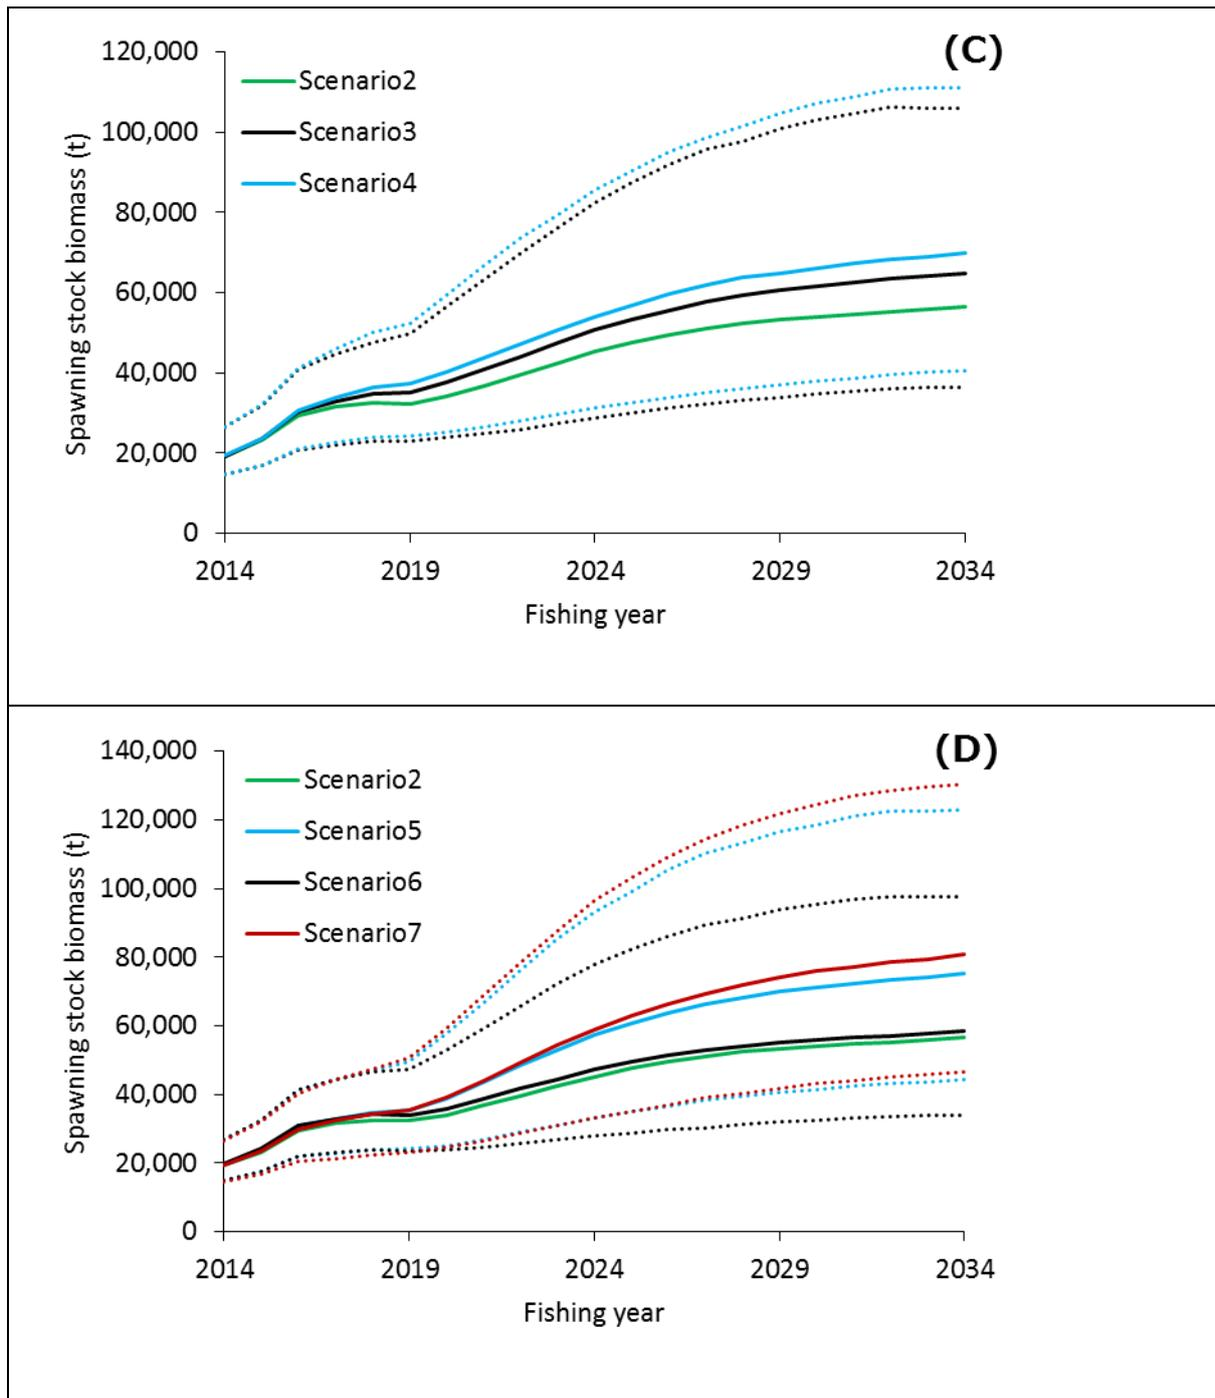 (C)
120,000
100,000
80,000
60,000
40,000
20,000
0
Spawning stock biomass (t)
Scenario2
Scenario3
Scenario4
2014 2019 2024 2029 2034
Fishing year
(D)
140,000
120,000
100,000
80,000
60,000
40,000
20,000
0
Spawning stock biomass (t)
Scenario2
Scenario5
Scenario6
Scenario7
2014 2019 2024 2029 2034
Fishing year